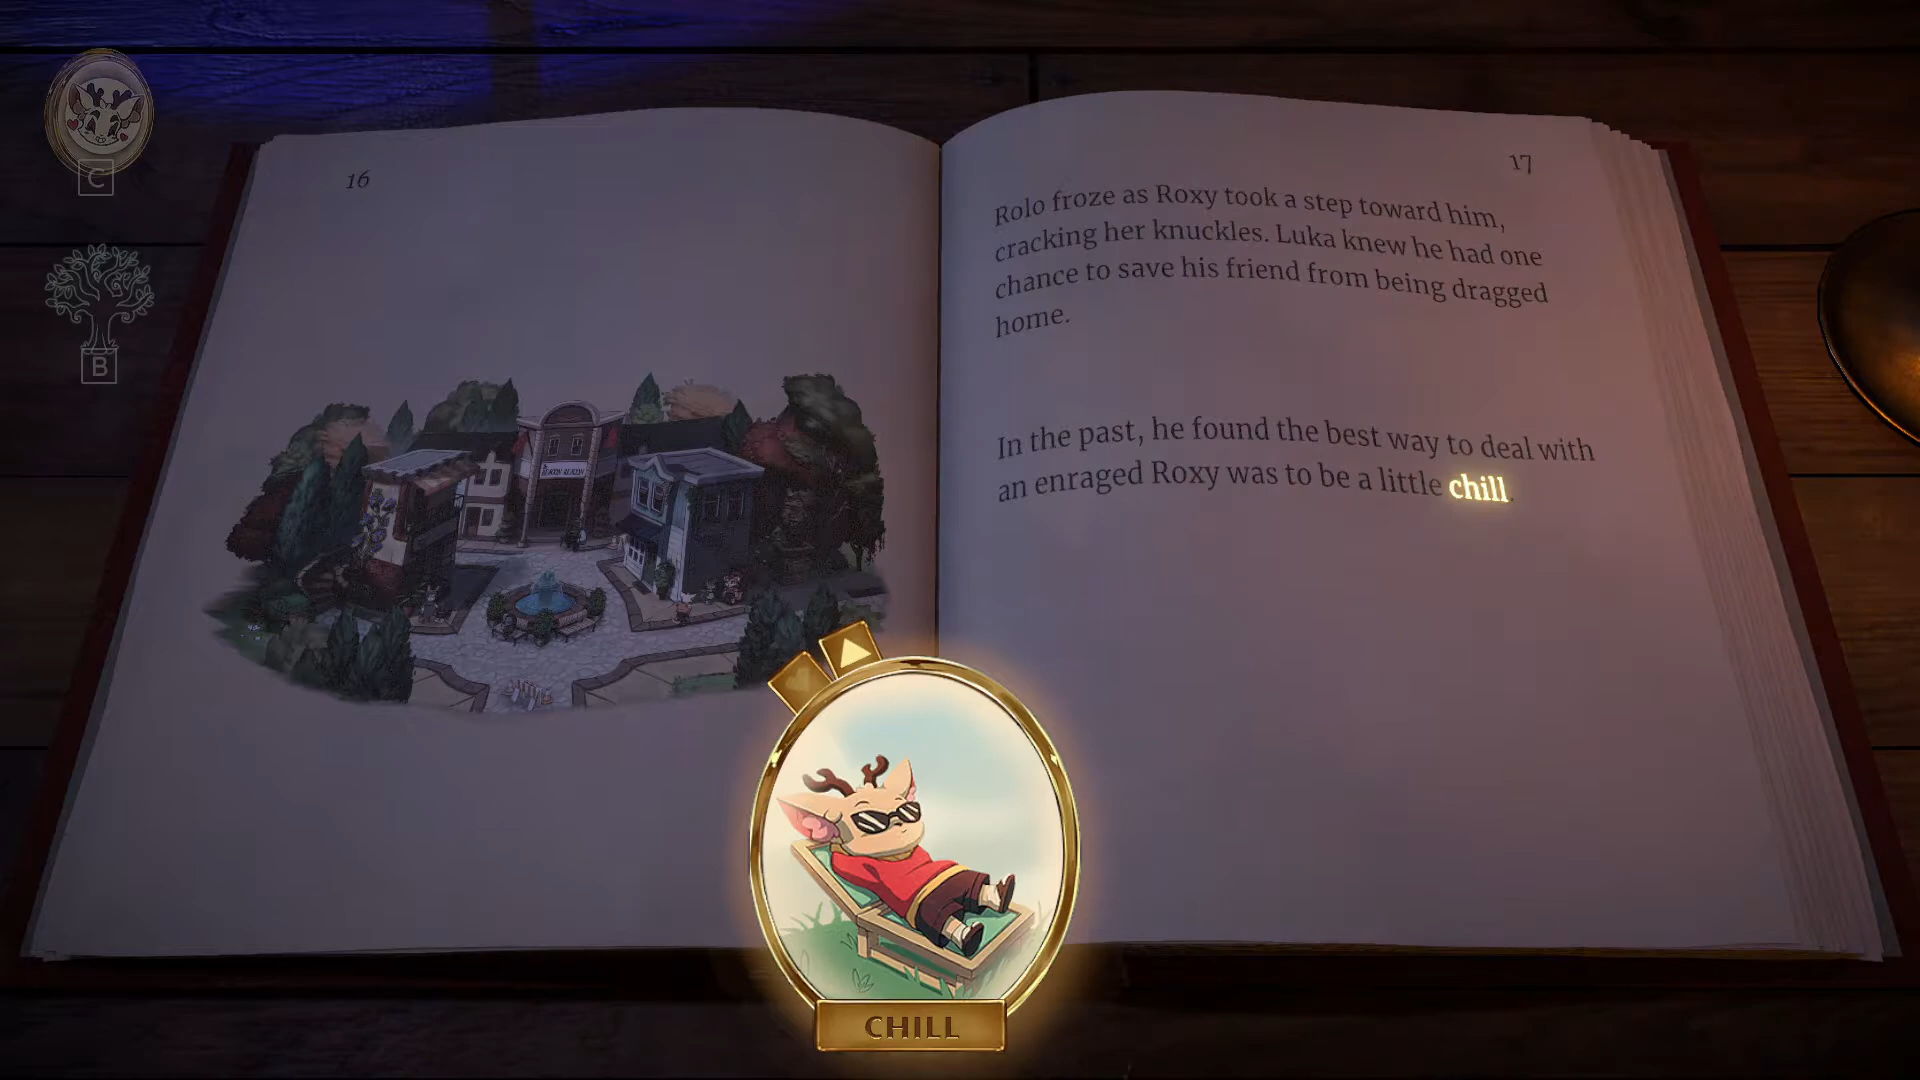 C
B
16
BEACON
17
Rolo froze as Roxy took a step toward him,
cracking her knuckles. Luka knew he had one
chance to save his friend from being dragged
home.
In the past, he found the best way to deal with
an enraged Roxy was to be a little chill.
CHILL